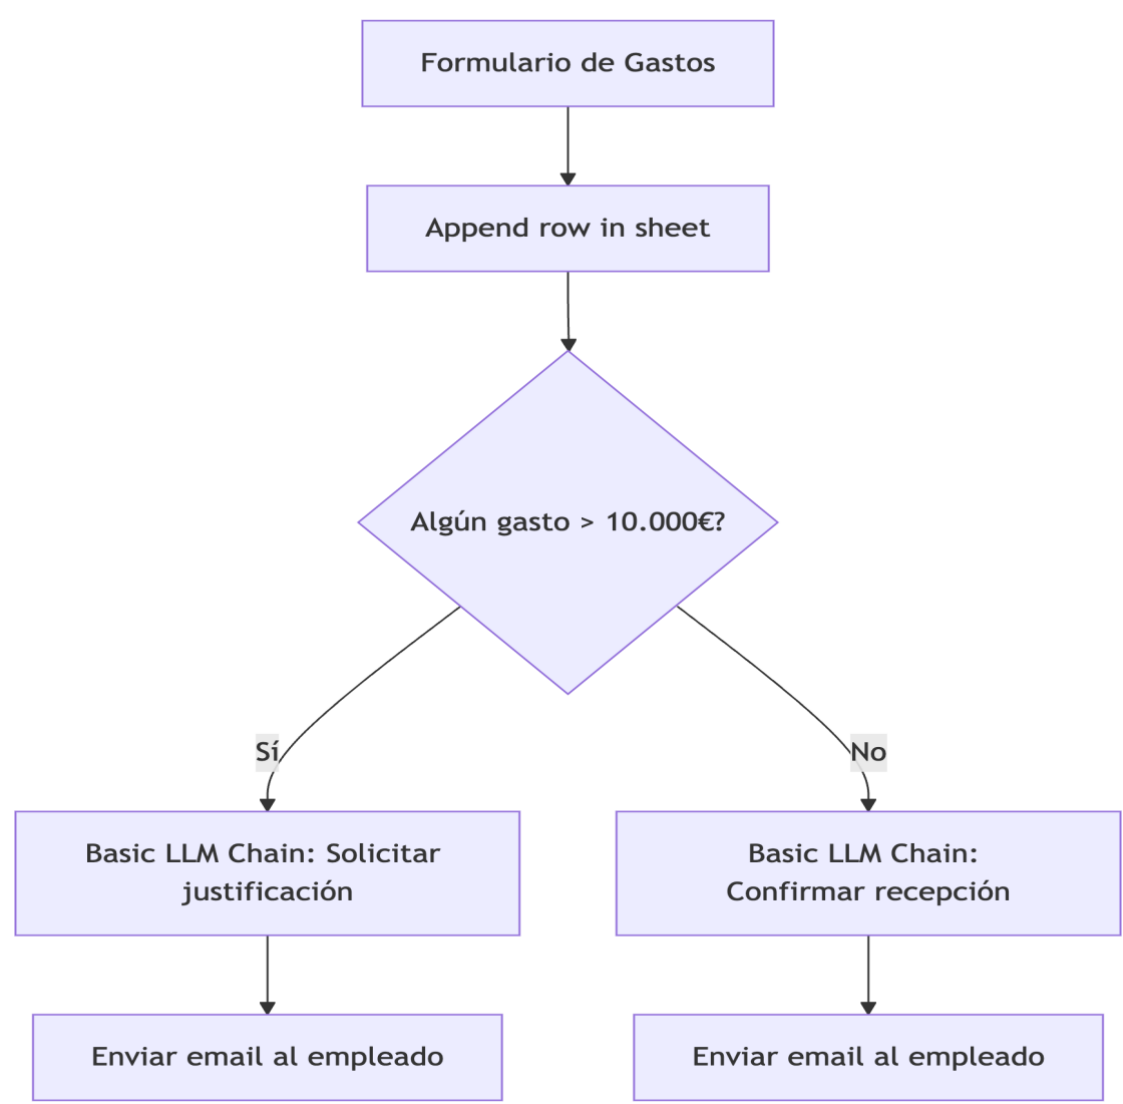 Formulario de Gastos
Append row in sheet
Algún gasto > 10.000€?
Sí
No
Basic LLM Chain: Solicitar
justificación
Basic LLM Chain:
Confirmar recepción
Enviar email al empleado
Enviar email al empleado